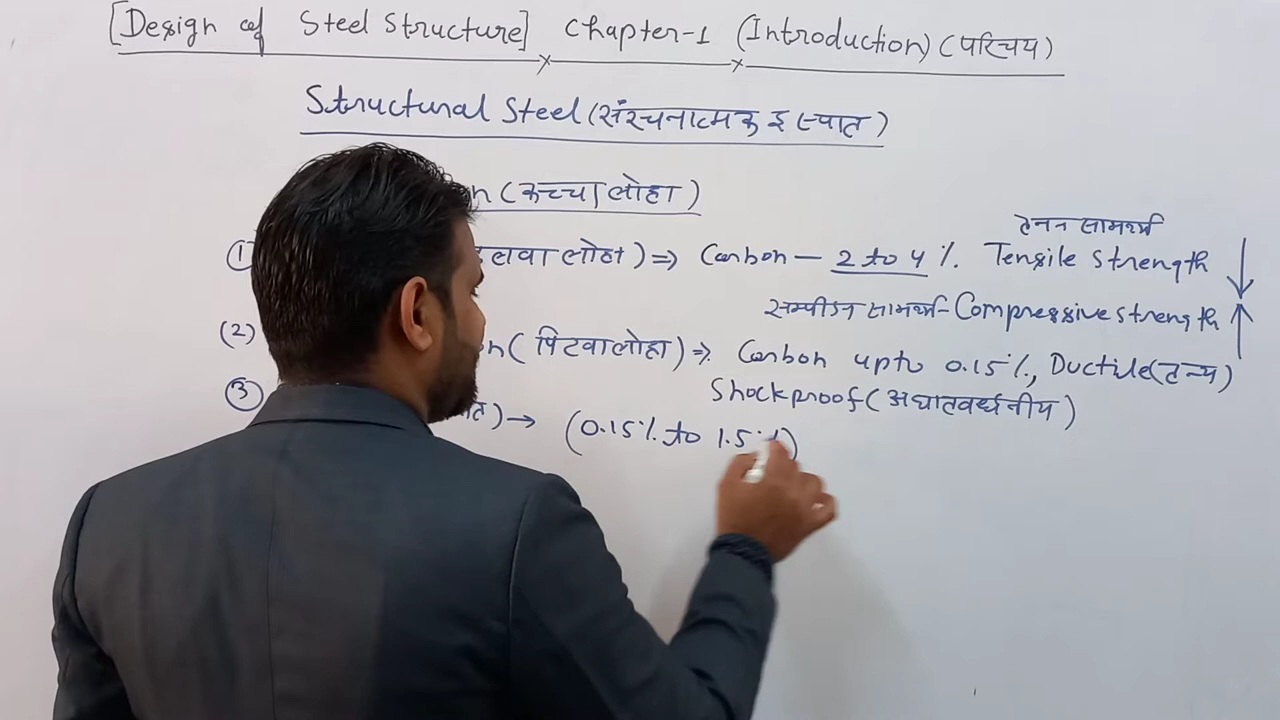 [Design of Steel Structure] Chapter-1 (Introduction) (परिचय)
Structural Steel (संरचनात्मक इस्पात)
(कच्चा लोहा)
① लवा लोहा) ⇒ Carbon — 2 to 4 %. Tensile Strength ↓
तनन सामर्थ्य
सम्पीडन सामर्थ्य - Compressive strength ↑
(2) (पिटवा लोहा) ⇒ Carbon upto 0.15%, Ductile (तन्य)
Shockproof (अघातवर्धनीय)
③ → (0.15% to 1.5%)